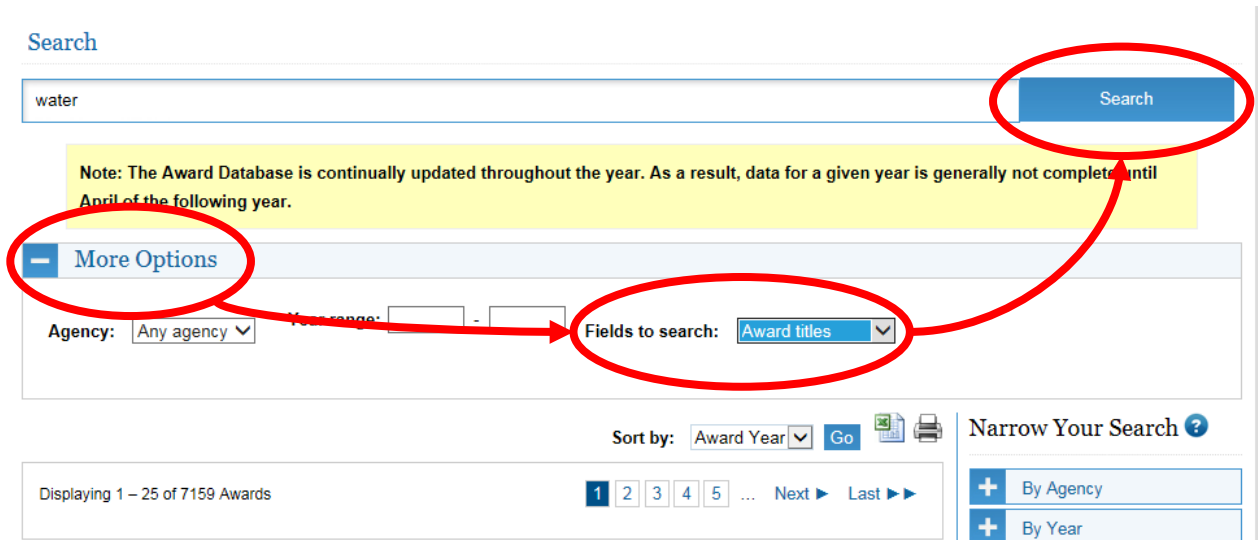 Search
water
Search
Note: The Award Database is continually updated throughout the year. As a result, data for a given year is generally not complete until
April of the following year.
More Options
Agency: Any agency Year range: - Fields to search: Award titles
Sort by: Award Year Go
Narrow Your Search ?
Displaying 1 – 25 of 7159 Awards
1 2 3 4 5 ... Next Last
By Agency
By Year